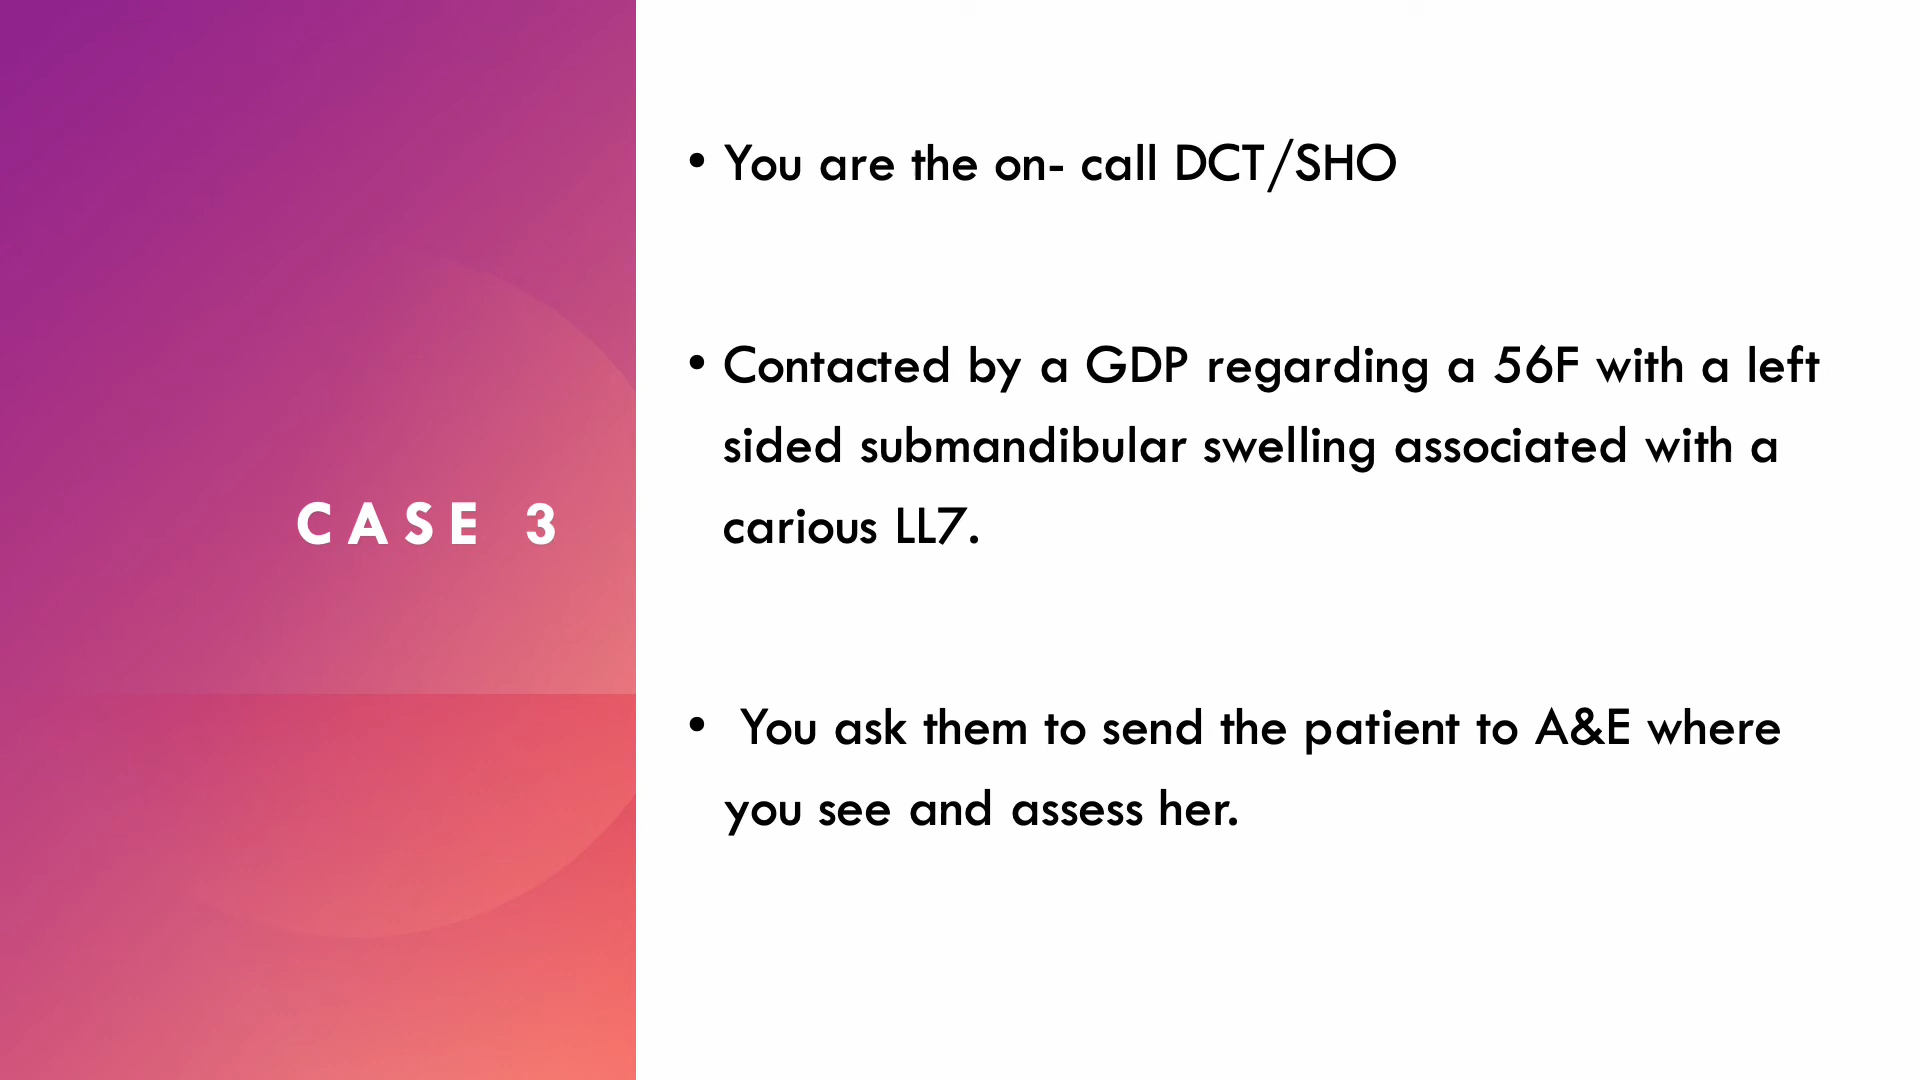 CASE 3
• You are the on- call DCT/SHO
• Contacted by a GDP regarding a 56F with a left
sided submandibular swelling associated with a
carious LL7.
• You ask them to send the patient to A&E where
you see and assess her.